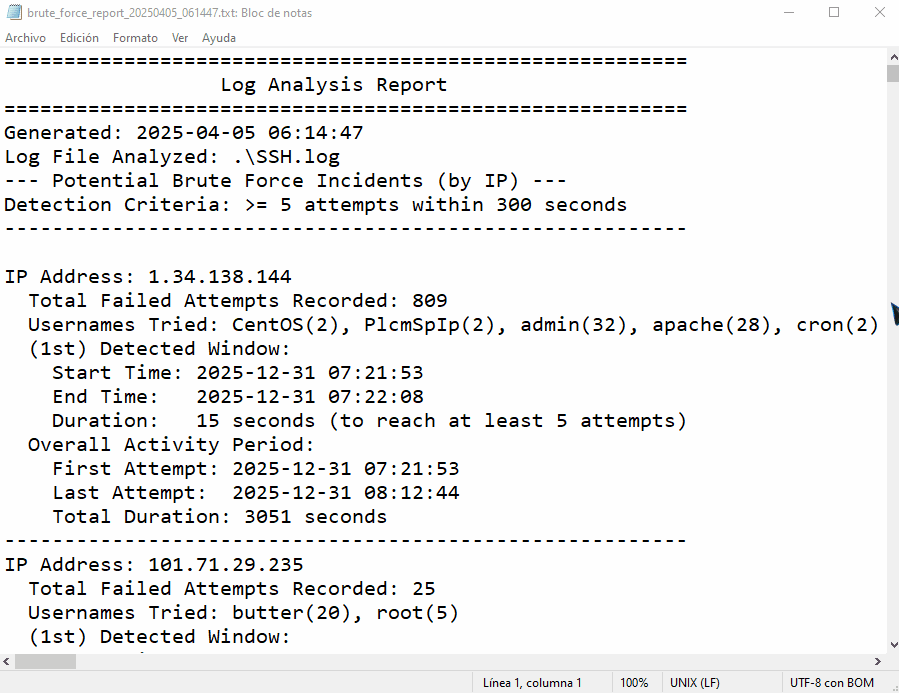 brute_force_report_20250405_061447.txt: Bloc de notas
Archivo Edición Formato Ver Ayuda
=========================================================
Log Analysis Report
=========================================================
Generated: 2025-04-05 06:14:47
Log File Analyzed: .\SSH.log
--- Potential Brute Force Incidents (by IP) ---
Detection Criteria: >= 5 attempts within 300 seconds
---------------------------------------------------------
IP Address: 1.34.138.144
Total Failed Attempts Recorded: 809
Usernames Tried: CentOS(2), PlcmSpIp(2), admin(32), apache(28), cron(2)
(1st) Detected Window:
Start Time: 2025-12-31 07:21:53
End Time: 2025-12-31 07:22:08
Duration: 15 seconds (to reach at least 5 attempts)
Overall Activity Period:
First Attempt: 2025-12-31 07:21:53
Last Attempt: 2025-12-31 08:12:44
Total Duration: 3051 seconds
---------------------------------------------------------
IP Address: 101.71.29.235
Total Failed Attempts Recorded: 25
Usernames Tried: butter(20), root(5)
(1st) Detected Window:
Línea 1, columna 1 100% UNIX (LF) UTF-8 con BOM